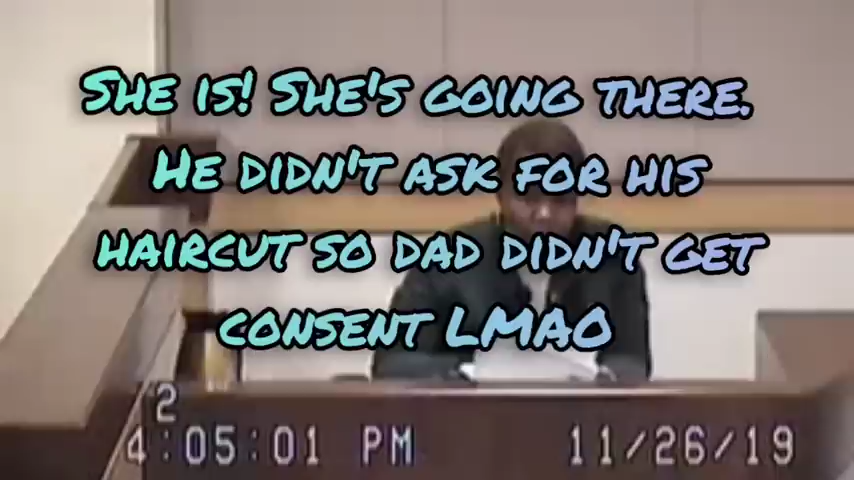 She is! She's going there.
He didn't ask for his
haircut so dad didn't get
consent LMAO
2
4:05:01 PM 11/26/19